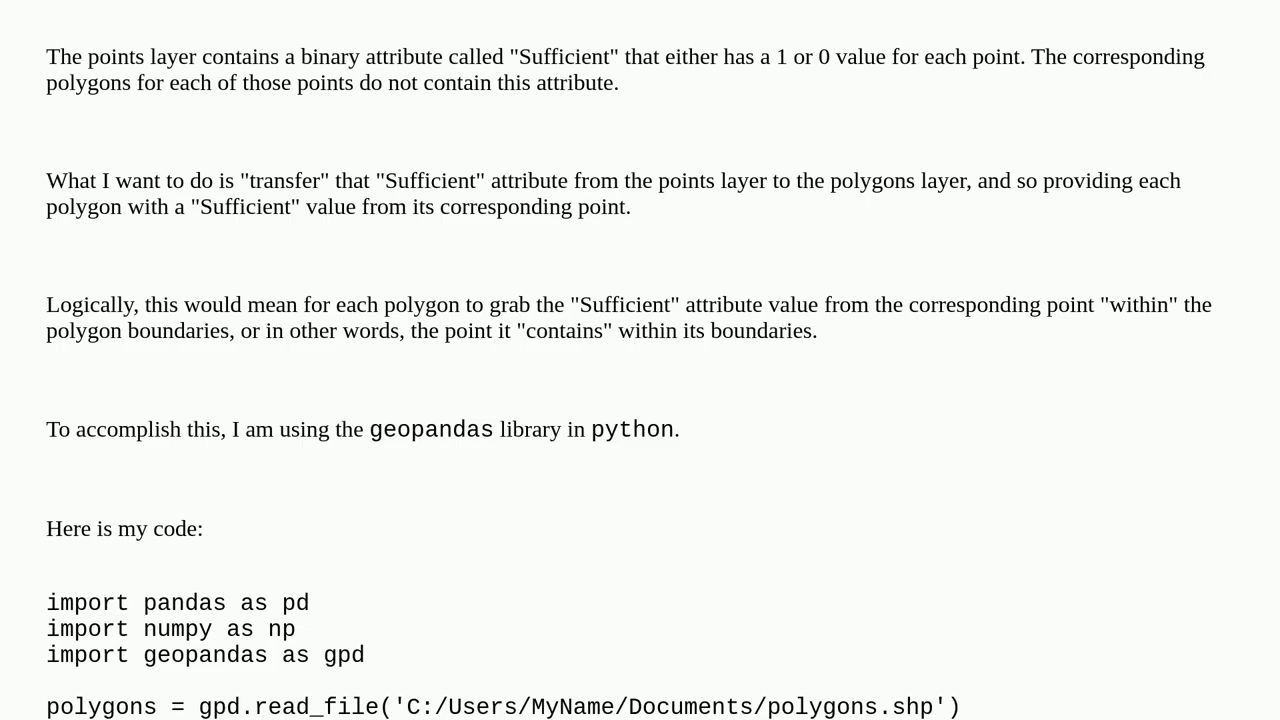 The points layer contains a binary attribute called "Sufficient" that either has a 1 or 0 value for each point. The corresponding
polygons for each of those points do not contain this attribute.
What I want to do is "transfer" that "Sufficient" attribute from the points layer to the polygons layer, and so providing each
polygon with a "Sufficient" value from its corresponding point.
Logically, this would mean for each polygon to grab the "Sufficient" attribute value from the corresponding point "within" the
polygon boundaries, or in other words, the point it "contains" within its boundaries.
To accomplish this, I am using the geopandas library in python.
Here is my code:
import pandas as pd
import numpy as np
import geopandas as gpd
polygons = gpd.read_file('C:/Users/MyName/Documents/polygons.shp')